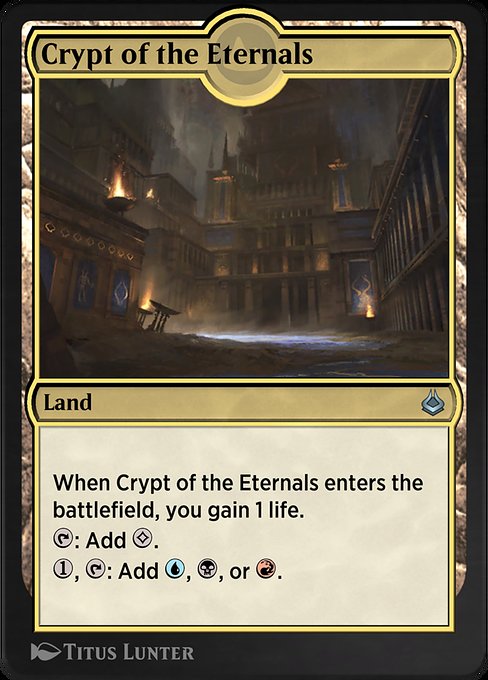 Crypt of the Eternals
Land
When Crypt of the Eternals enters the
battlefield, you gain 1 life.
: Add .
1, : Add , , or .
Titus Lunter